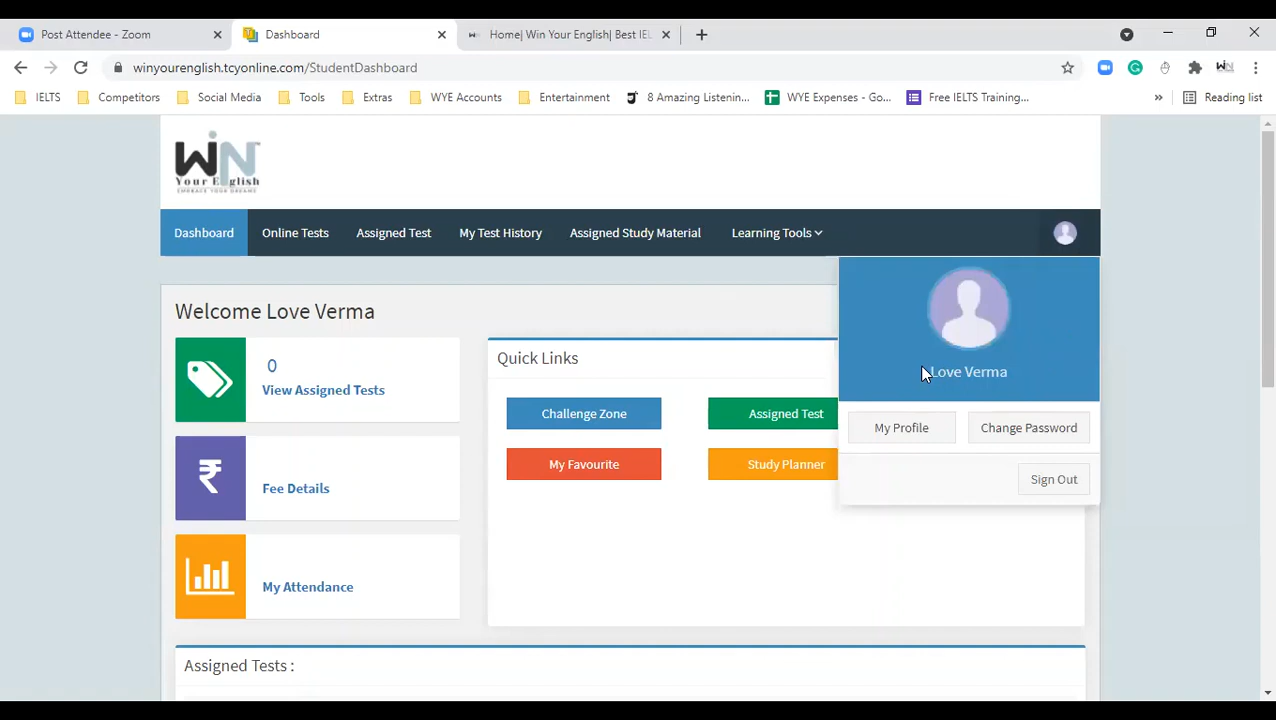 Post Attendee - Zoom
Dashboard
Home| Win Your English| Best IEL
winyourenglish.tcyonline.com/StudentDashboard
IELTS
Competitors
Social Media
Tools
Extras
WYE Accounts
Entertainment
8 Amazing Listenin...
WYE Expenses - Go...
Free IELTS Training...
Reading list
WiN
Your English
EMBRACE YOUR DREAMS
Dashboard
Online Tests
Assigned Test
My Test History
Assigned Study Material
Learning Tools
Welcome Love Verma
0
View Assigned Tests
Fee Details
My Attendance
Quick Links
Challenge Zone
Assigned Test
My Favourite
Study Planner
Love Verma
My Profile
Change Password
Sign Out
Assigned Tests :